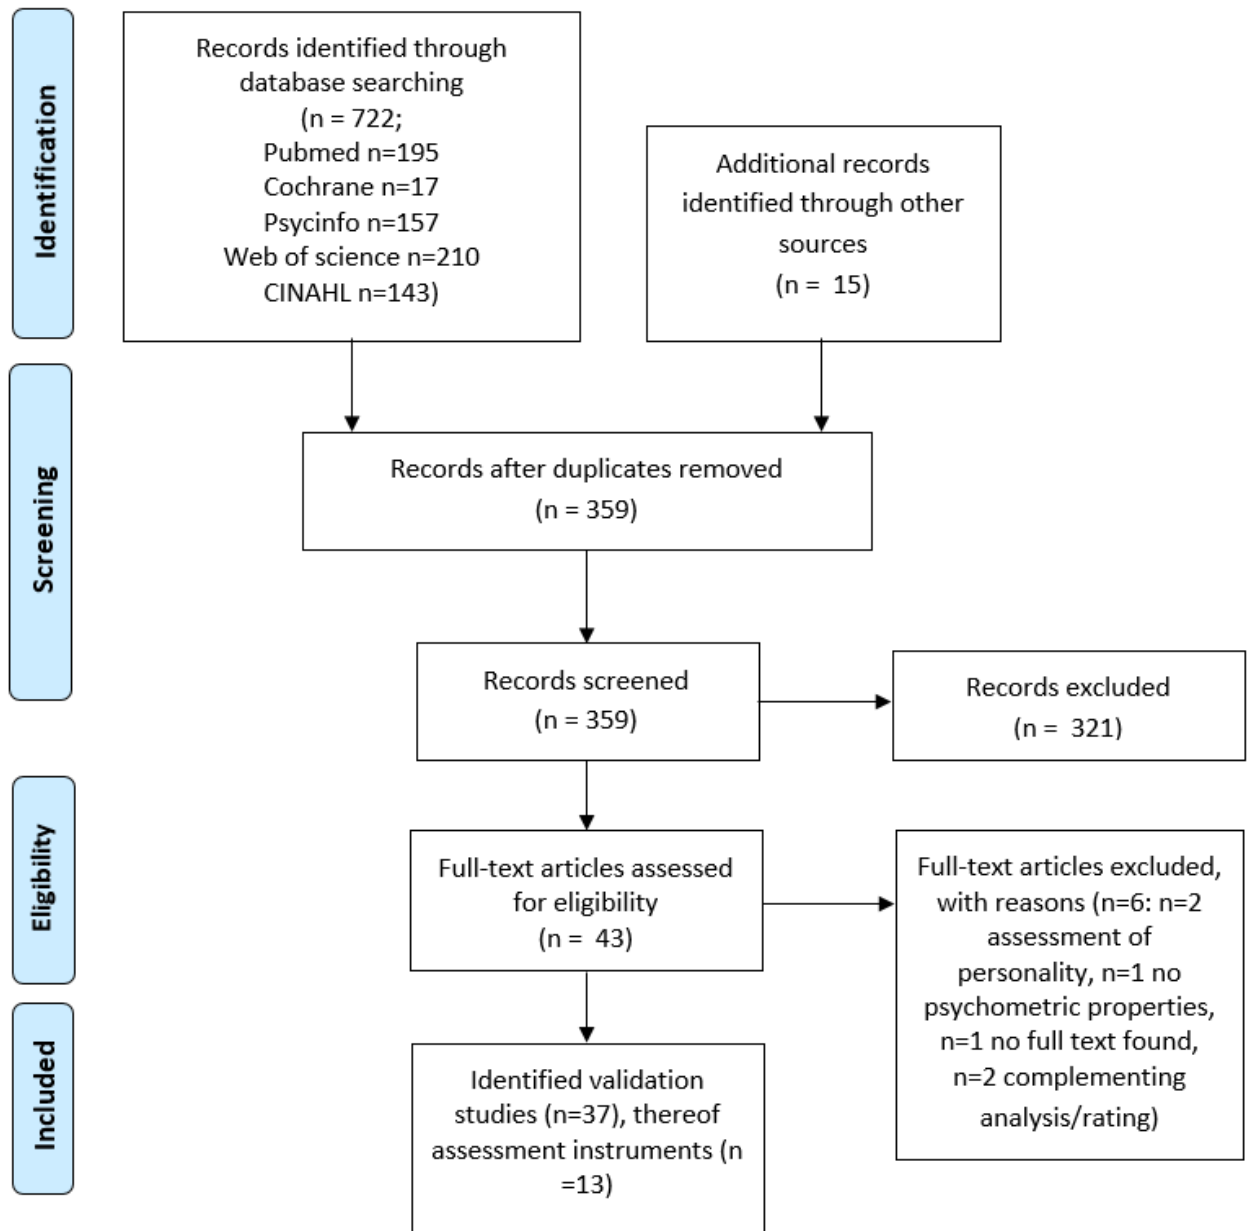 Identification
Records identified through
database searching
(n = 722;
Pubmed n=195
Cochrane n=17
Psycinfo n=157
Web of science n=210
CINAHL n=143)
Additional records
identified through other
sources
(n = 15)
Screening
Records after duplicates removed
(n = 359)
Records screened
(n = 359)
Records excluded
(n = 321)
Eligibility
Full-text articles assessed
for eligibility
(n = 43)
Full-text articles excluded,
with reasons (n=6: n=2
assessment of
personality, n=1 no
psychometric properties,
n=1 no full text found,
n=2 complementing
analysis/rating)
Included
Identified validation
studies (n=37), thereof
assessment instruments (n
=13)